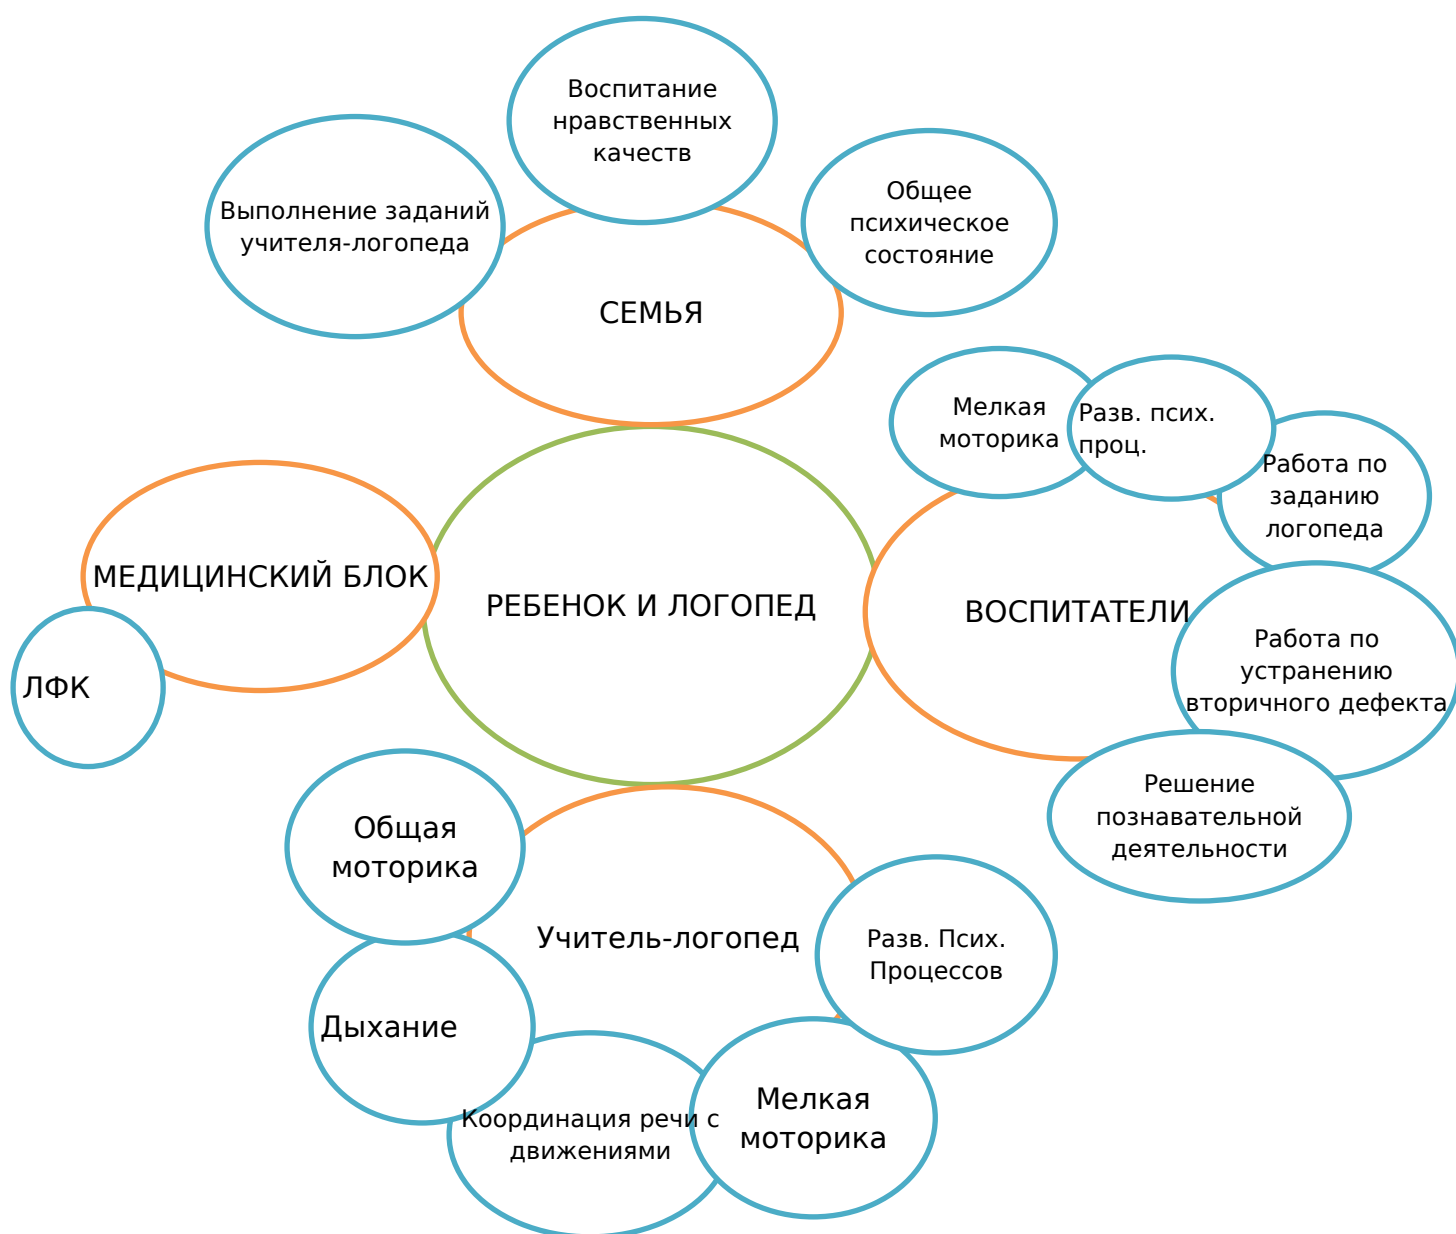 Воспитание
нравственных
качеств
Выполнение заданий
учителя-логопеда
Общее
психическое
состояние
СЕМЬЯ
Мелкая
моторика
Разв. псих.
проц.
Работа по
заданию
логопеда
МЕДИЦИНСКИЙ БЛОК
РЕБЕНОК И ЛОГОПЕД
ВОСПИТАТЕЛИ
Работа по
устранению
вторичного дефекта
ЛФК
Решение
познавательной
деятельности
Общая
моторика
Учитель-логопед
Разв. Псих.
Процессов
Дыхание
Координация речи с
движениями
Мелкая
моторика